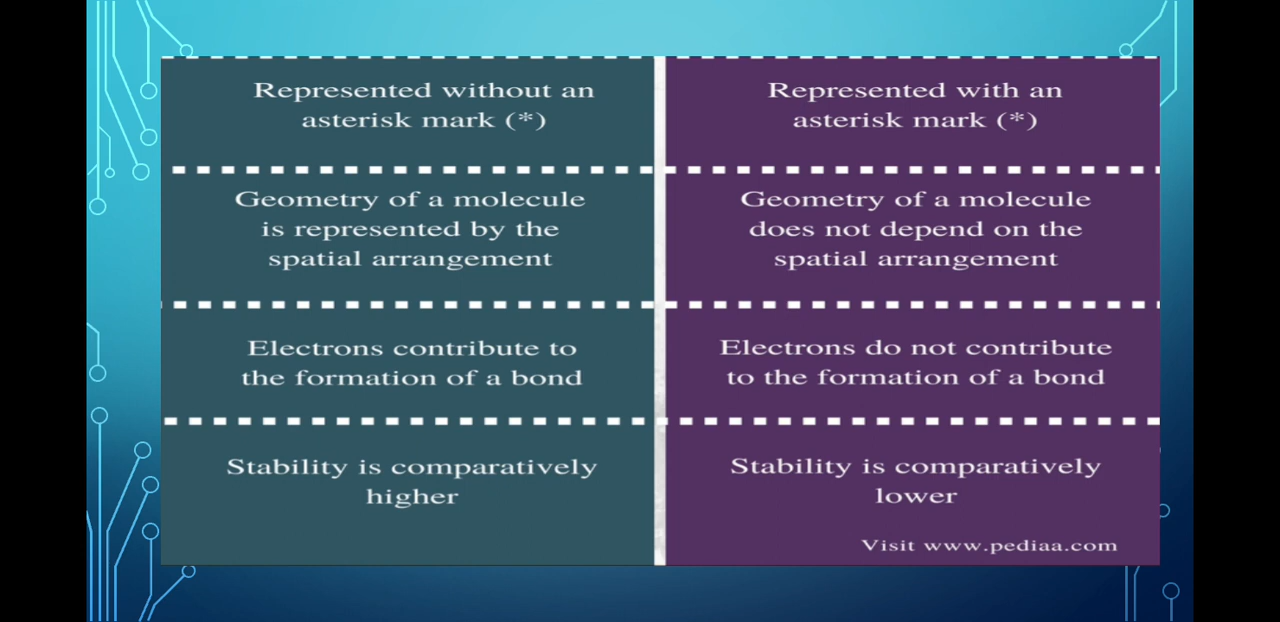 Represented without an
asterisk mark (*)
Represented with an
asterisk mark (*)
Geometry of a molecule
is represented by the
spatial arrangement
Geometry of a molecule
does not depend on the
spatial arrangement
Electrons contribute to
the formation of a bond
Electrons do not contribute
to the formation of a bond
Stability is comparatively
higher
Stability is comparatively
lower
Visit www.pediaa.com